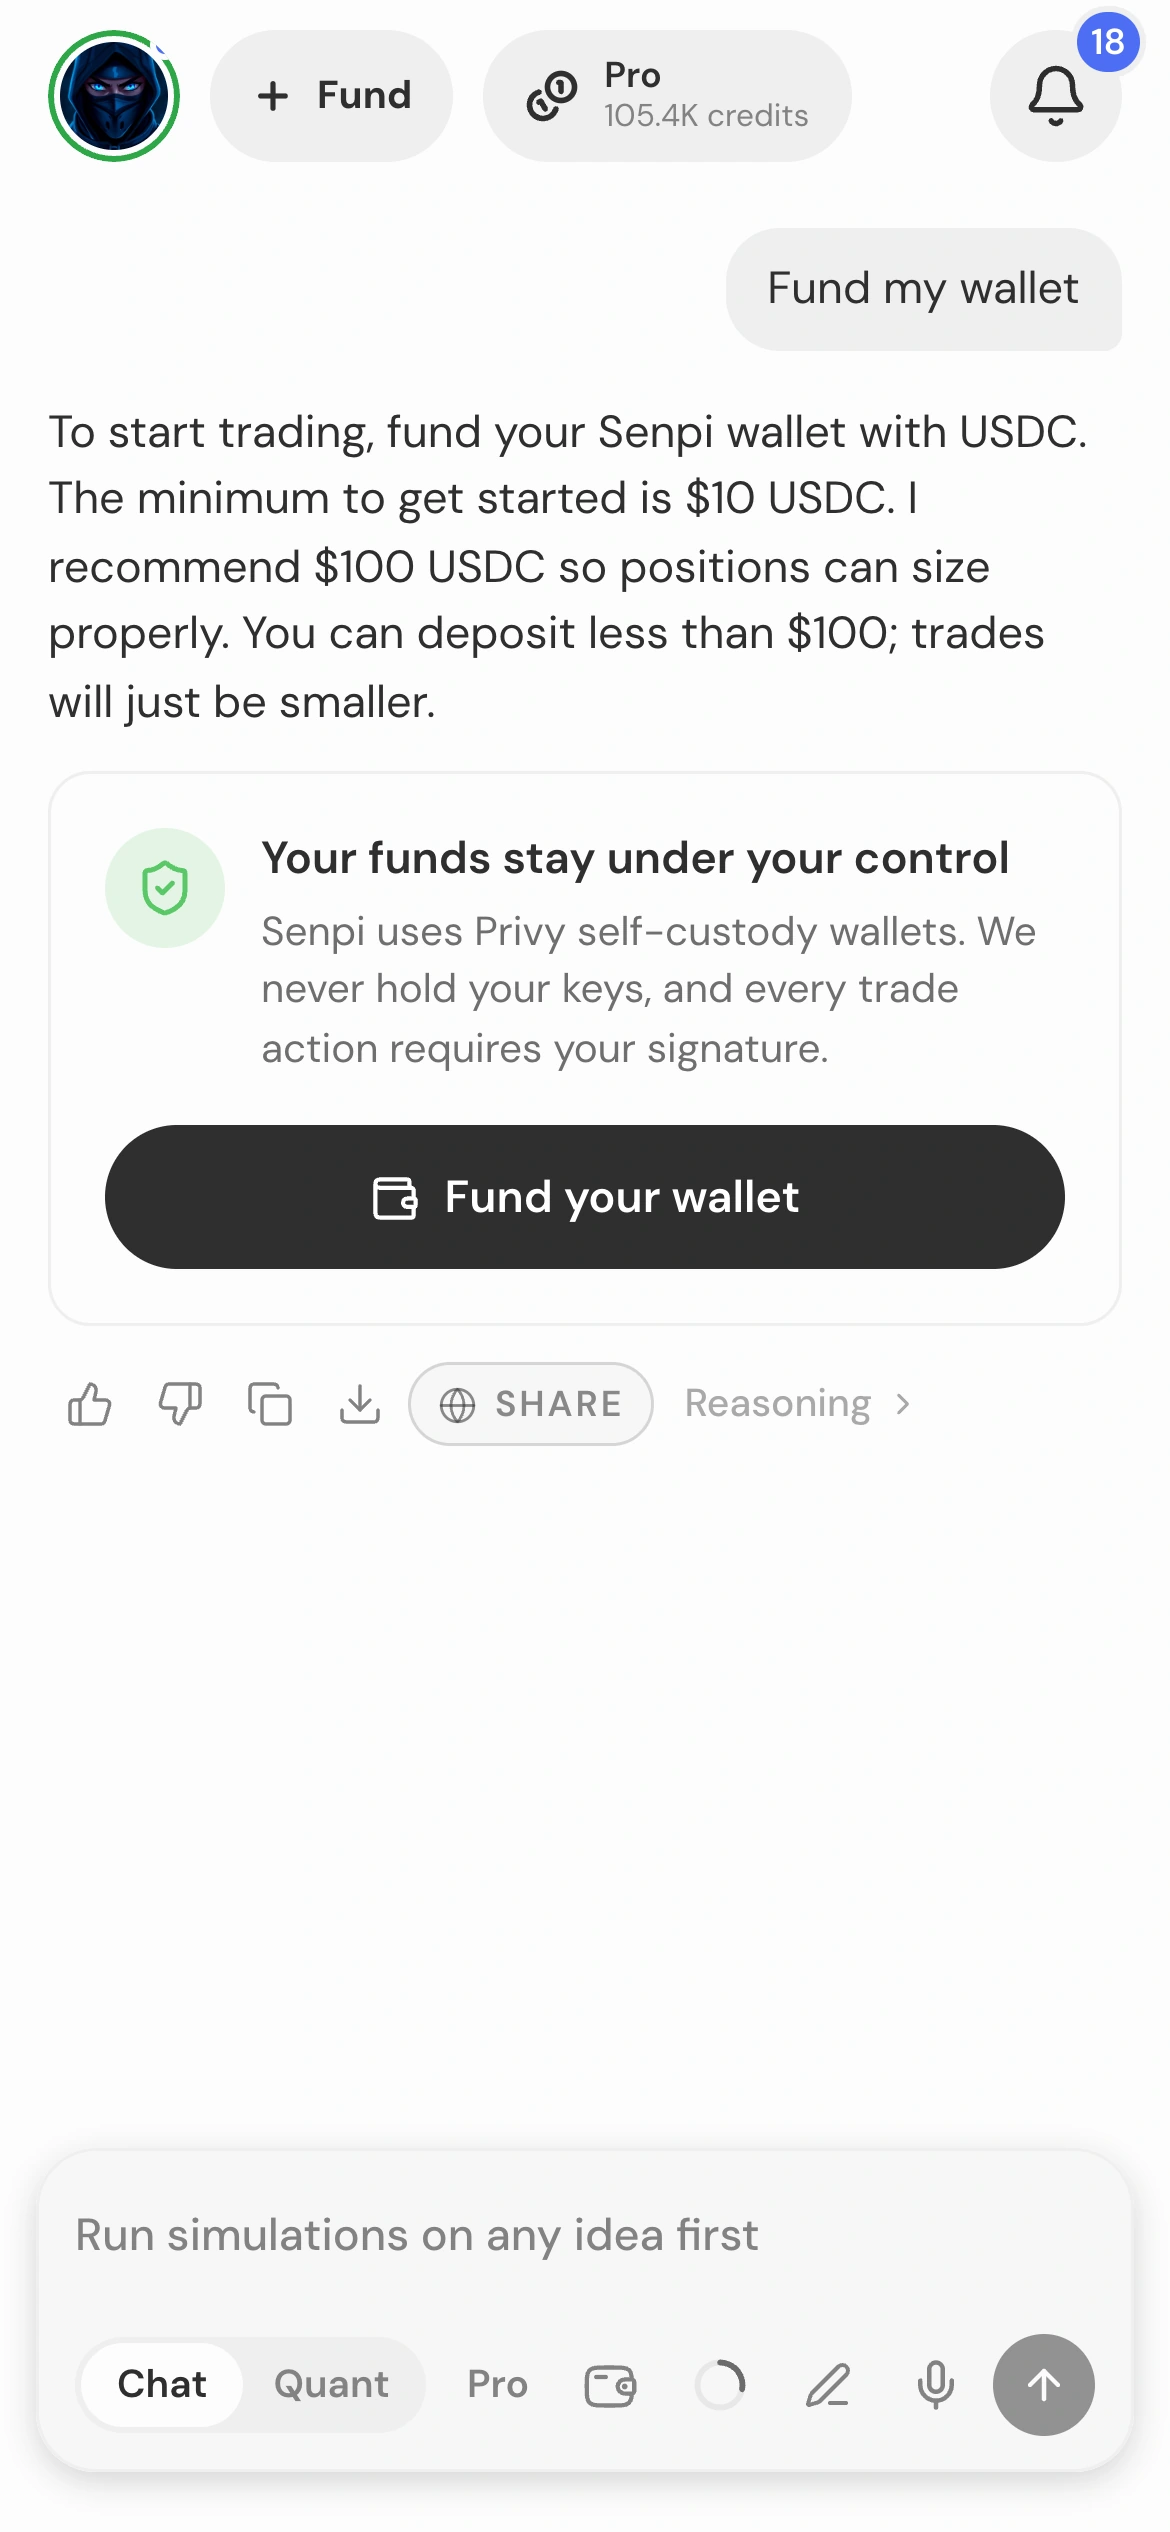 18
Fund
Pro
105.4K credits
Fund my wallet
To start trading, fund your Senpi wallet with USDC.
The minimum to get started is $10 USDC. I
recommend $100 USDC so positions can size
properly. You can deposit less than $100; trades
will just be smaller.
Your funds stay under your control
Senpi uses Privy self-custody wallets. We
never hold your keys, and every trade
action requires your signature.
Fund your wallet
SHARE
Reasoning
Run simulations on any idea first
Chat
Quant
Pro